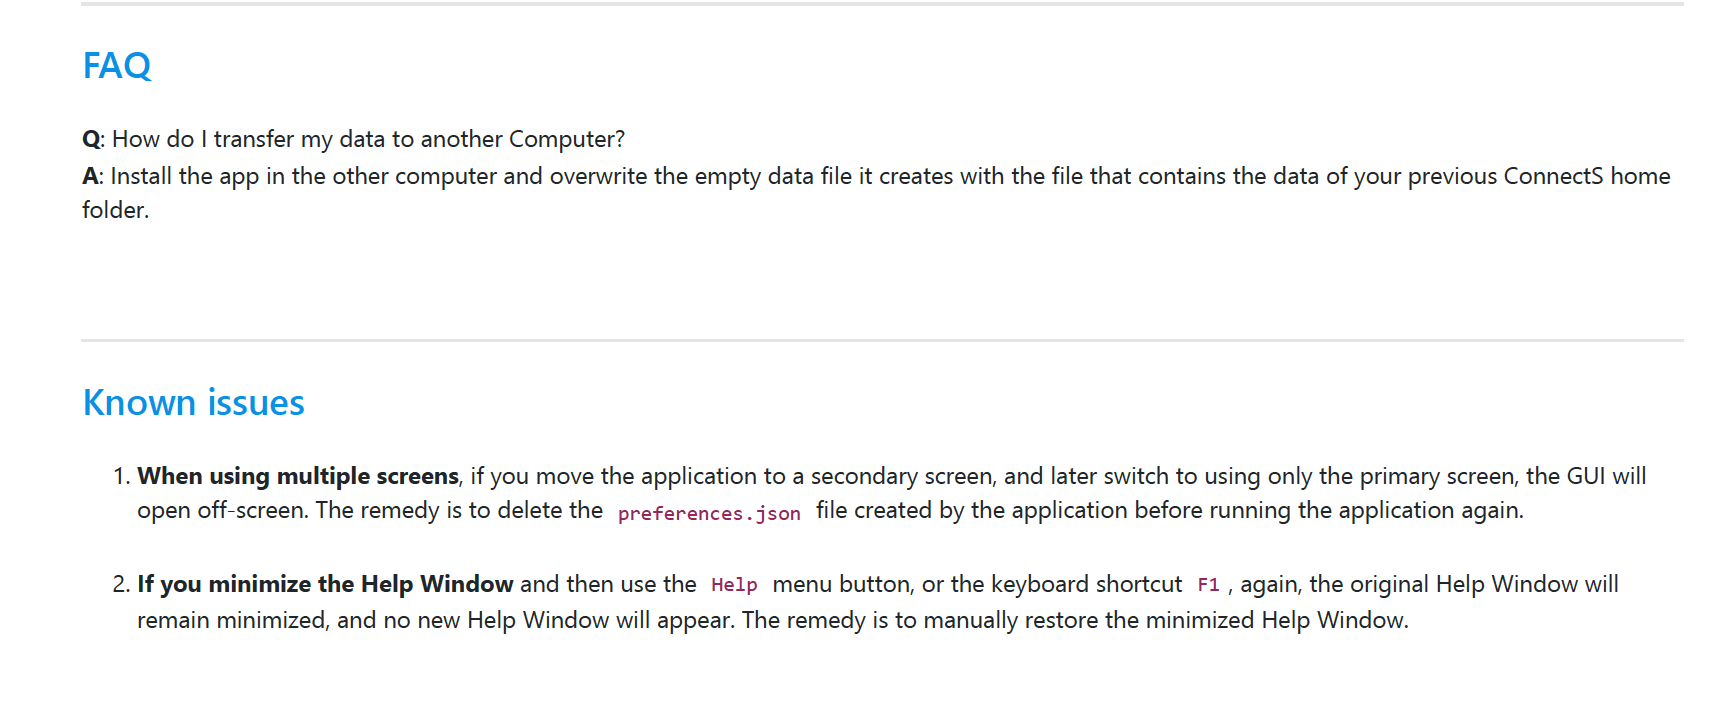 FAQ
Q: How do I transfer my data to another Computer?
A: Install the app in the other computer and overwrite the empty data file it creates with the file that contains the data of your previous ConnectS home
folder.
Known issues
1. When using multiple screens, if you move the application to a secondary screen, and later switch to using only the primary screen, the GUI will
open off-screen. The remedy is to delete the preferences.json file created by the application before running the application again.
2. If you minimize the Help Window and then use the Help menu button, or the keyboard shortcut F1 , again, the original Help Window will
remain minimized, and no new Help Window will appear. The remedy is to manually restore the minimized Help Window.